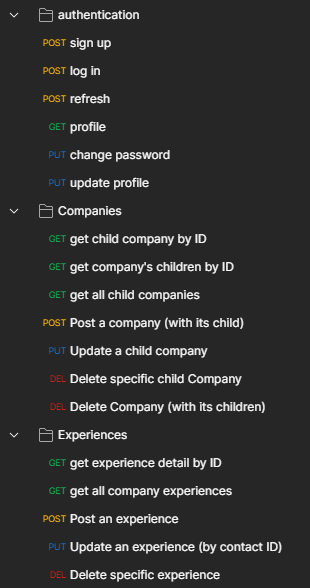 authentication
POST sign up
POST log in
POST refresh
GET profile
PUT change password
PUT update profile
Companies
GET get child company by ID
GET get company's children by ID
GET get all child companies
POST Post a company (with its child)
PUT Update a child company
DEL Delete specific child Company
DEL Delete Company (with its children)
Experiences
GET get experience detail by ID
GET get all company experiences
POST Post an experience
PUT Update an experience (by contact ID)
DEL Delete specific experience